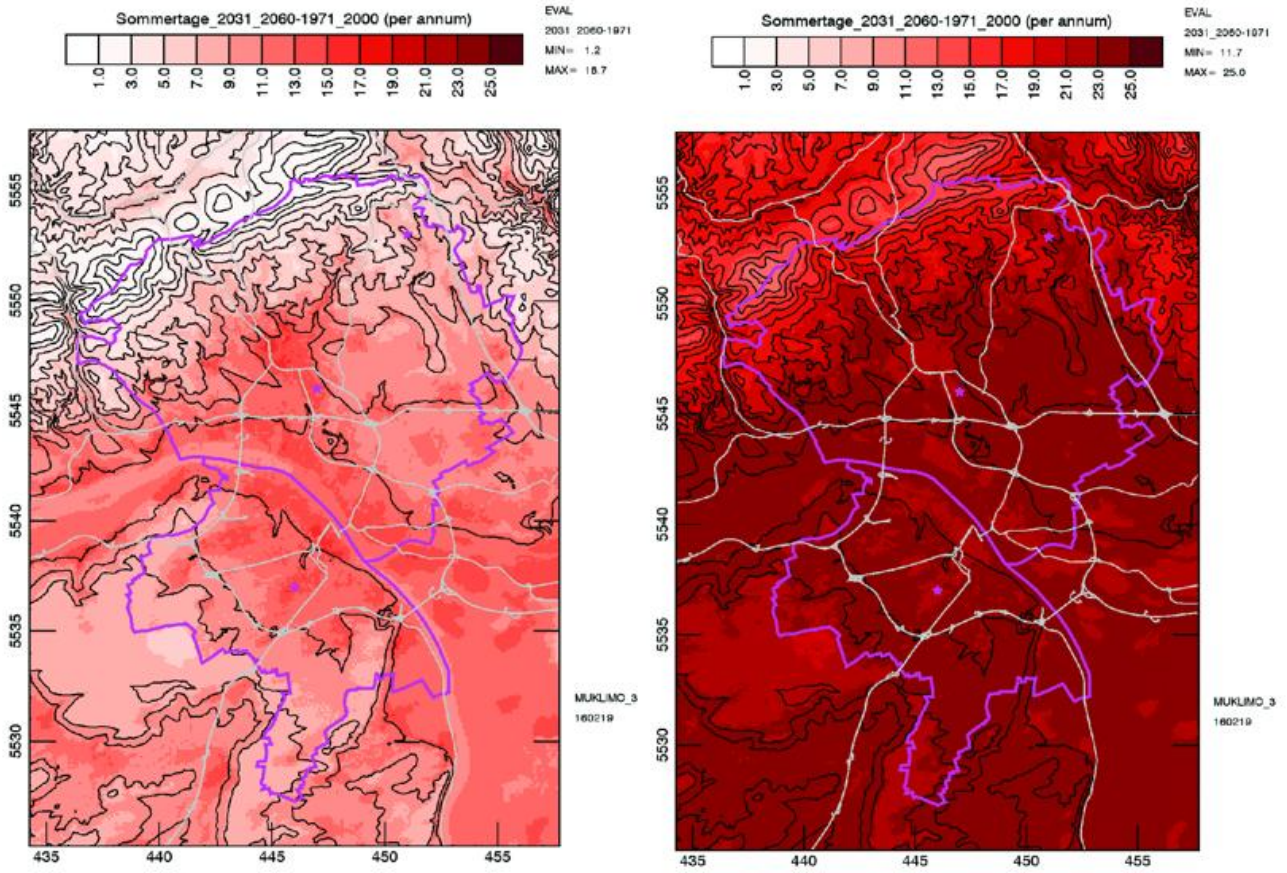 Sommertage_2031_2060-1971_2000 (per annum)
1.0 3.0 5.0 7.0 9.0 11.0 13.0 15.0 17.0 19.0 21.0 23.0 25.0
EVAL
2031_2060-1971
MIN= 1.2
MAX= 16.7
5555
5550
5545
5540
5535
5530
435 440 445 450 455
MUKLIMO_3
160219
Sommertage_2031_2060-1971_2000 (per annum)
1.0 3.0 5.0 7.0 9.0 11.0 13.0 15.0 17.0 19.0 21.0 23.0 25.0
EVAL
2031_2060-1971
MIN= 11.7
MAX= 25.0
5555
5550
5545
5540
5535
5530
435 440 445 450 455
MUKLIMO_3
160219